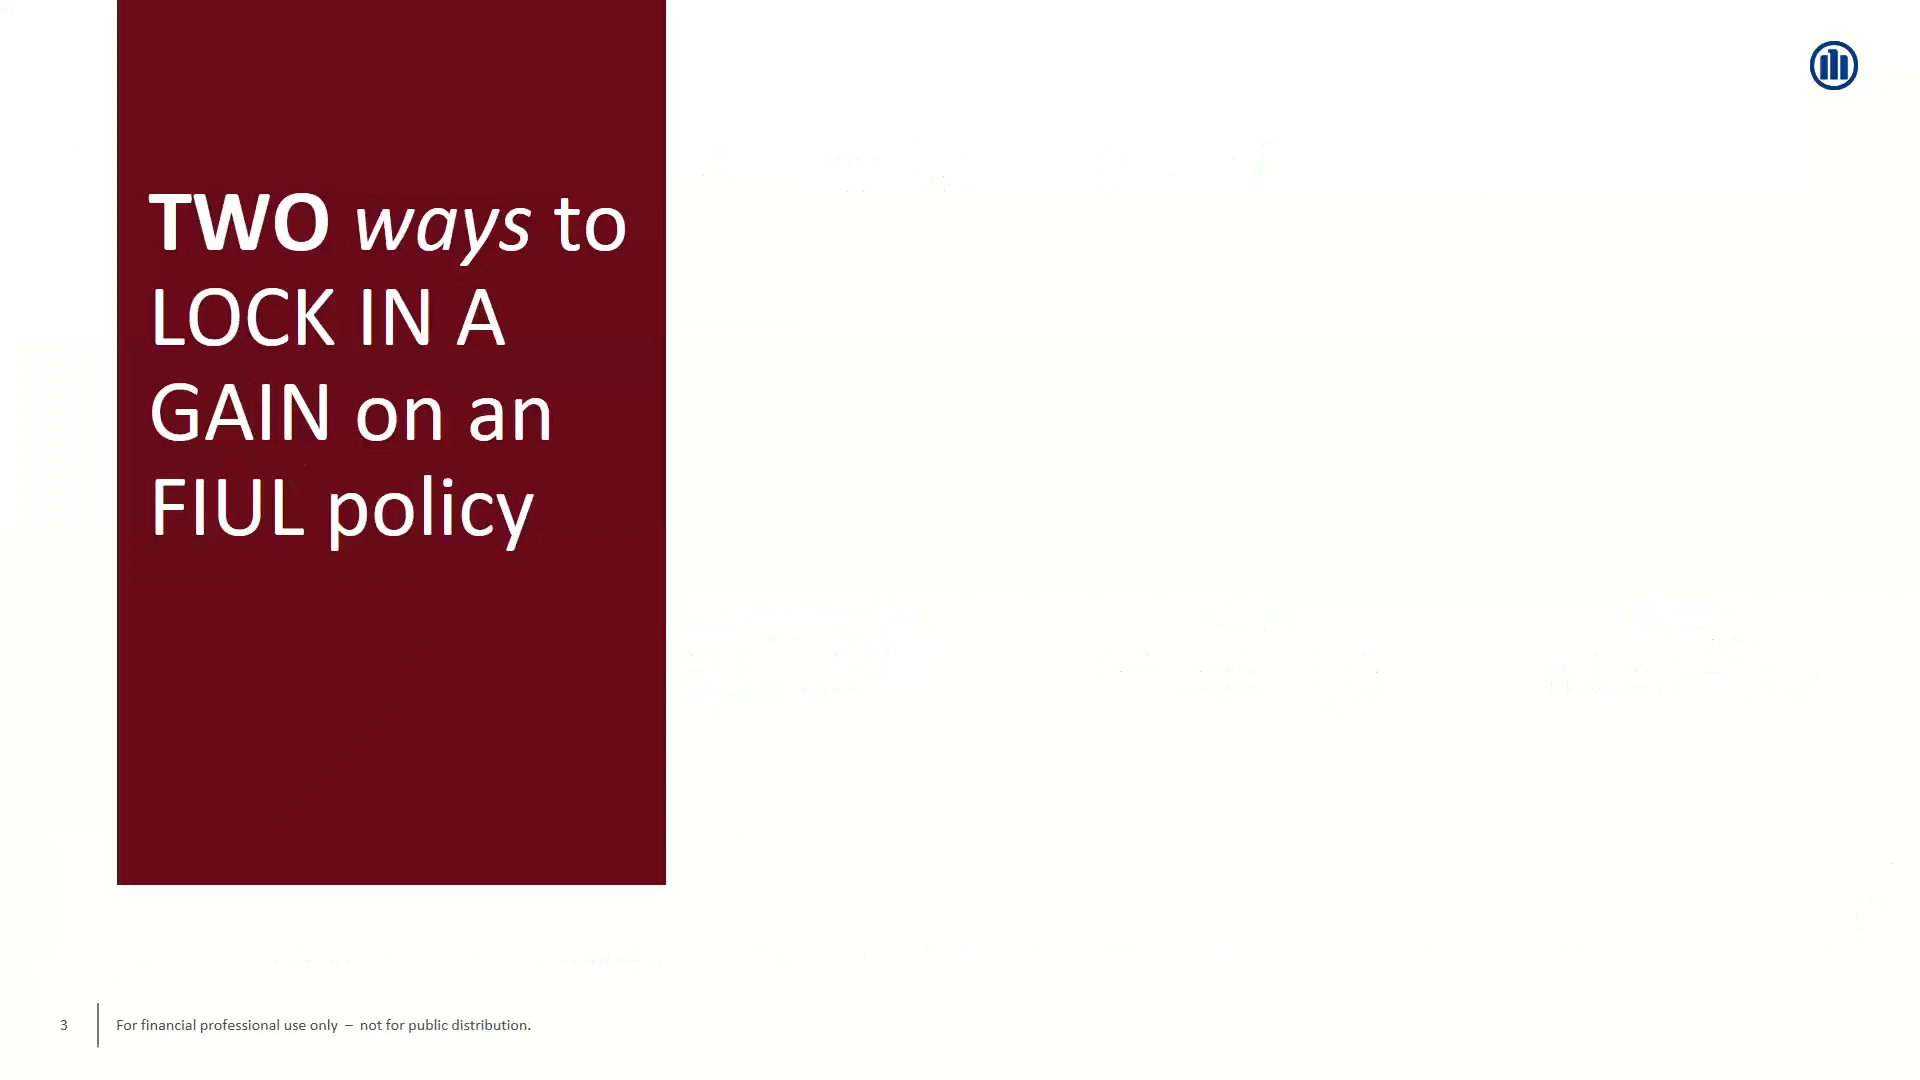 TWO ways to
LOCK IN A
GAIN on an
FIUL policy
3
For financial professional use only – not for public distribution.